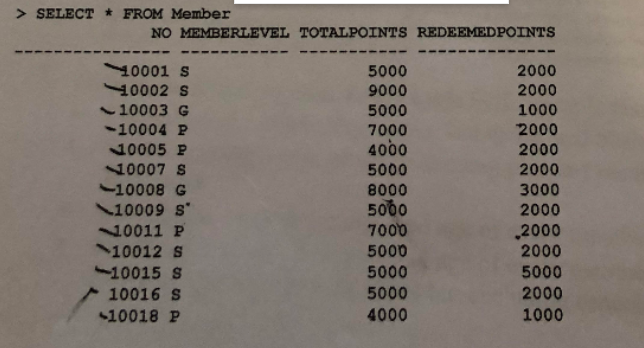 > SELECT * FROM Member
NO MEMBERLEVEL TOTALPOINTS REDEEMEDPOINTS
10001 S 5000 2000
10002 S 9000 2000
10003 G 5000 1000
10004 P 7000 2000
10005 P 4000 2000
10007 S 5000 2000
10008 G 8000 3000
10009 S 5000 2000
10011 P 7000 2000
10012 S 5000 2000
10015 S 5000 5000
10016 S 5000 2000
10018 P 4000 1000